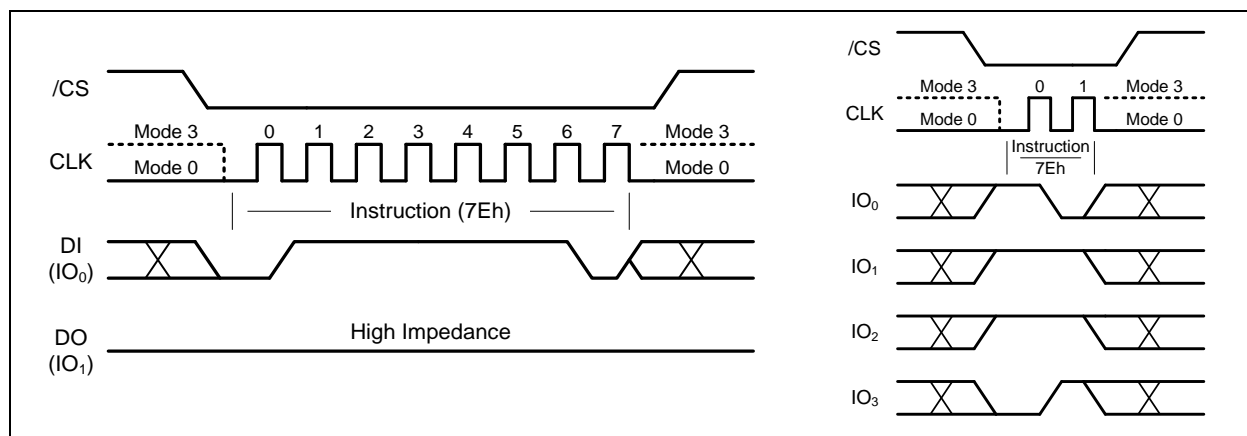 /CS
Mode 3 0 1 2 3 4 5 6 7 Mode 3
CLK
Mode 0 Mode 0
Instruction (7Eh)
DI
(IO0)
High Impedance
DO
(IO1)
/CS
Mode 3 0 1 Mode 3
CLK
Mode 0 Mode 0
Instruction
7Eh
IO0
IO1
IO2
IO3